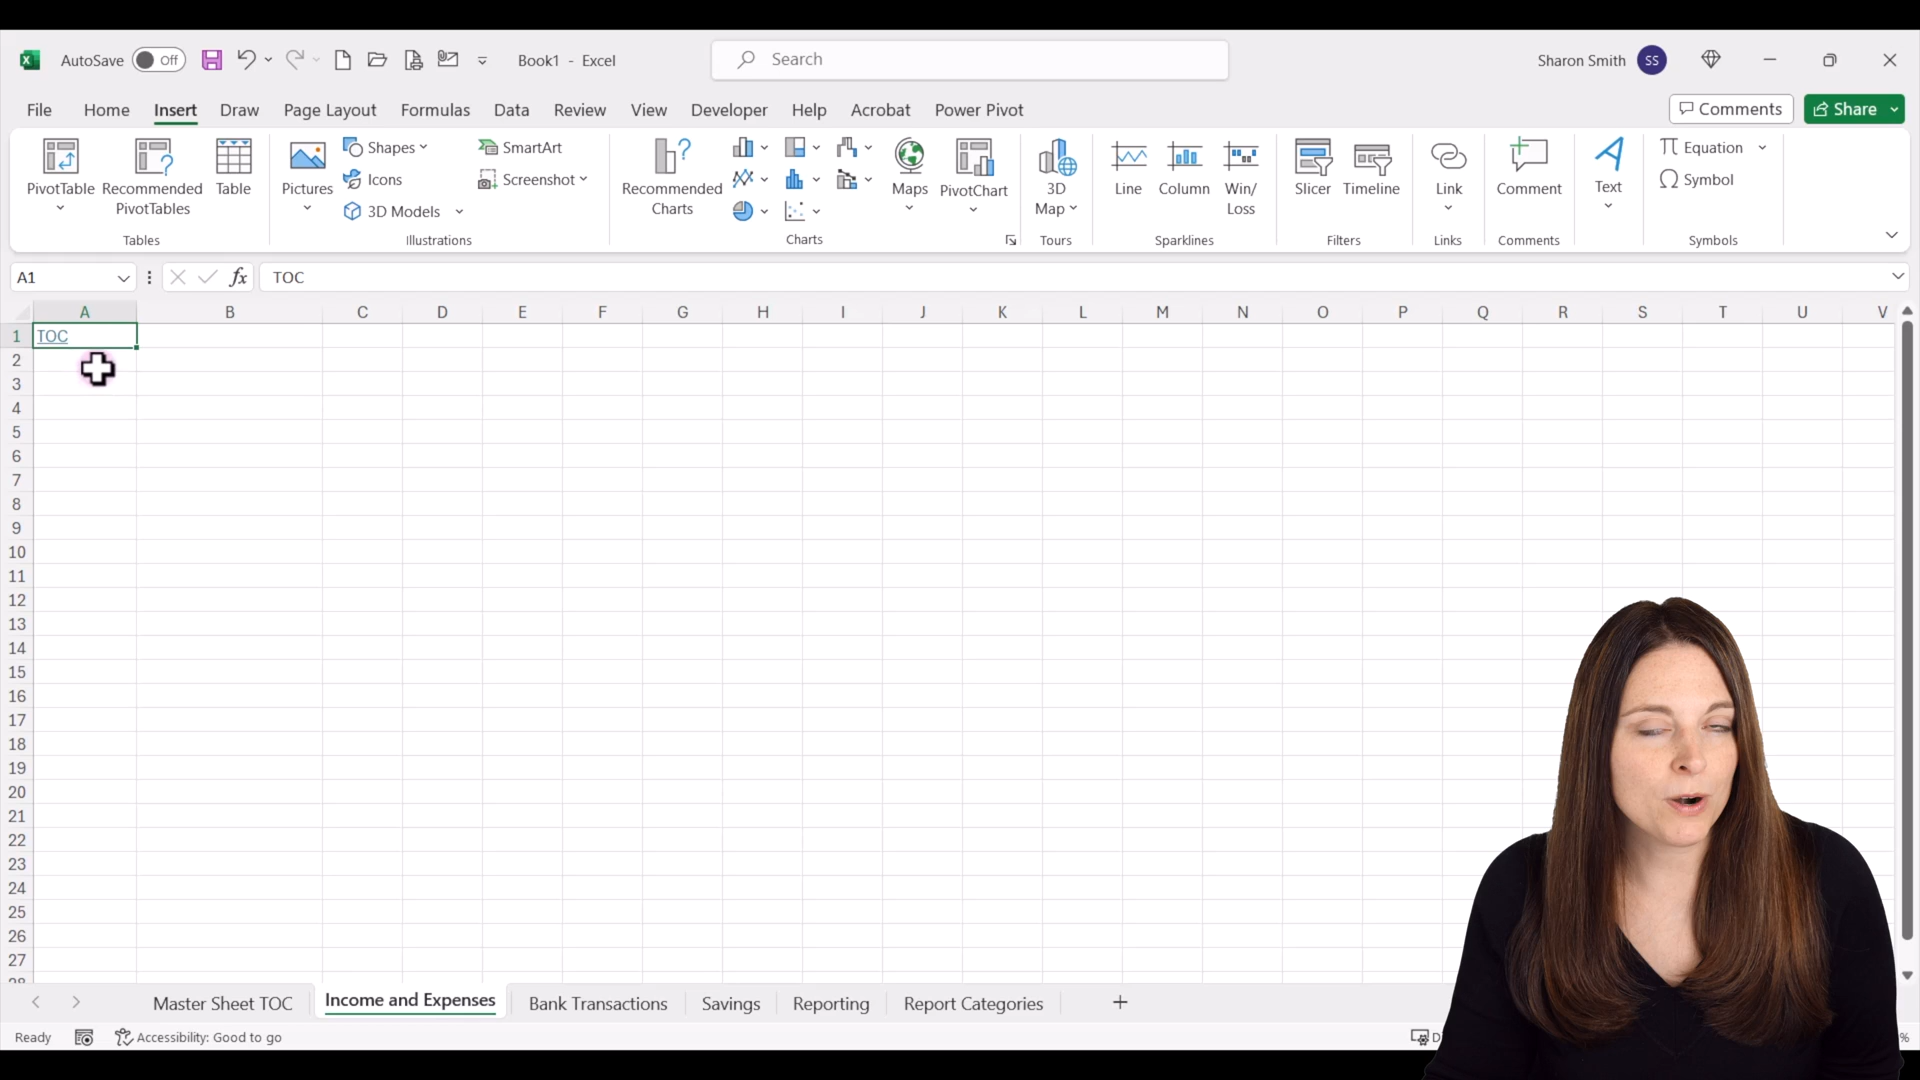 AutoSave Off Book1 - Excel Search Sharon Smith SS
File Home Insert Draw Page Layout Formulas Data Review View Developer Help Acrobat Power Pivot Comments Share
PivotTable
Recommended
PivotTables
Table
Tables
Pictures
Shapes
Icons
3D Models
SmartArt
Screenshot
Illustrations
Recommended
Charts
Maps
PivotChart
Charts
3D
Map
Tours
Line
Column
Win/
Loss
Sparklines
Slicer
Timeline
Filters
Link
Links
Comment
Comments
Text
Equation
Symbol
Symbols
A1 fx TOC
A B C D E F G H I J K L M N O P Q R S T U V
1 TOC
2
3
4
5
6
7
8
9
10
11
12
13
14
15
16
17
18
19
20
21
22
23
24
25
26
27
28
Master Sheet TOC Income and Expenses Bank Transactions Savings Reporting Report Categories
Ready Accessibility: Good to go D %